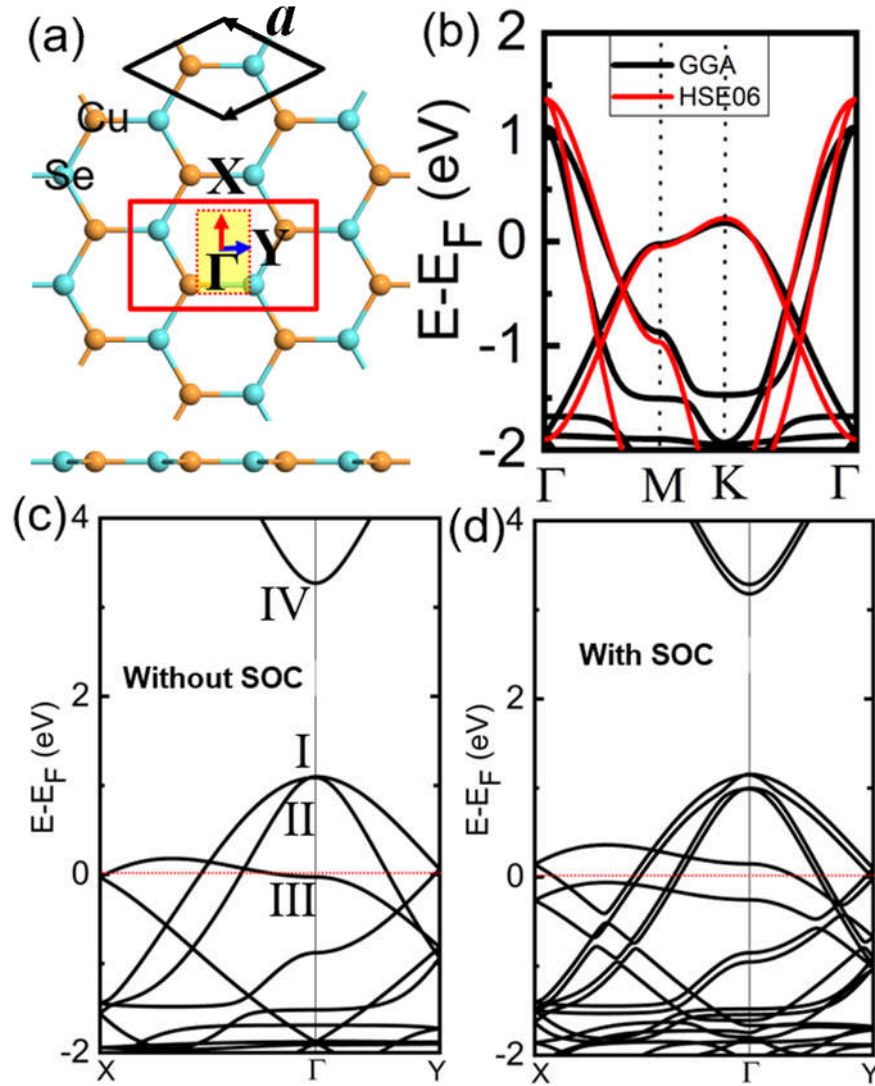 (a)
a
Cu
Se
X
Y
Γ
(b)
2
1
0
-1
-2
E-E_F (eV)
GGA
HSE06
Γ M K Γ
(c)
4
2
0
-2
E-E_F (eV)
IV
Without SOC
I
II
III
X Γ Y
(d)
4
2
0
-2
E-E_F (eV)
With SOC
X Γ Y